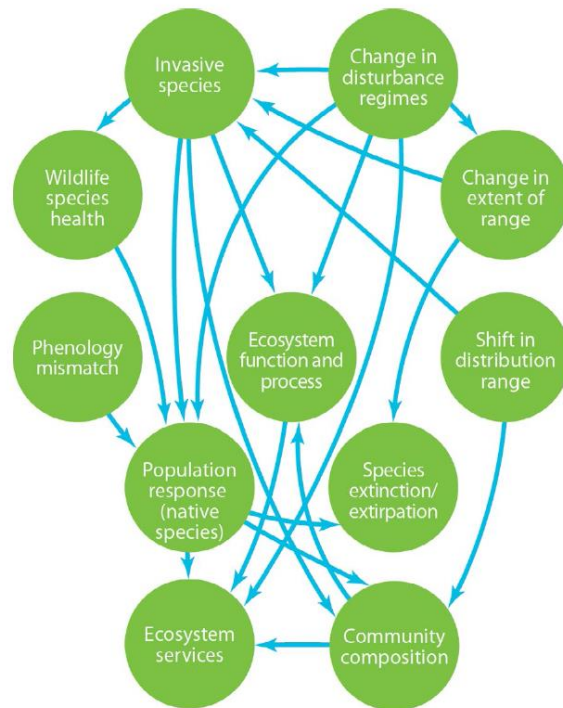 Invasive
species
Change in
disturbance
regimes
Wildlife
species
health
Change in
extent of
range
Phenology
mismatch
Ecosystem
function and
process
Shift in
distribution
range
Population
response
(native
species)
Species
extinction/
extirpation
Ecosystem
services
Community
composition